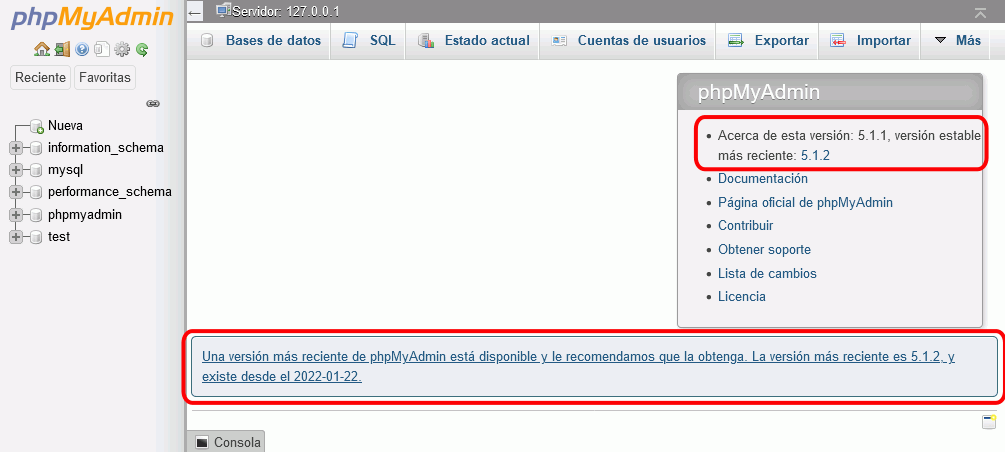 phpMyAdmin
Reciente Favoritas
Nueva
information_schema
mysql
performance_schema
phpmyadmin
test
Servidor: 127.0.0.1
Bases de datos SQL Estado actual Cuentas de usuarios Exportar Importar Más
phpMyAdmin
Acerca de esta versión: 5.1.1, versión estable
más reciente: 5.1.2
Documentación
Página oficial de phpMyAdmin
Contribuir
Obtener soporte
Lista de cambios
Licencia
Una versión más reciente de phpMyAdmin está disponible y le recomendamos que la obtenga. La versión más reciente es 5.1.2, y
existe desde el 2022-01-22.
Consola